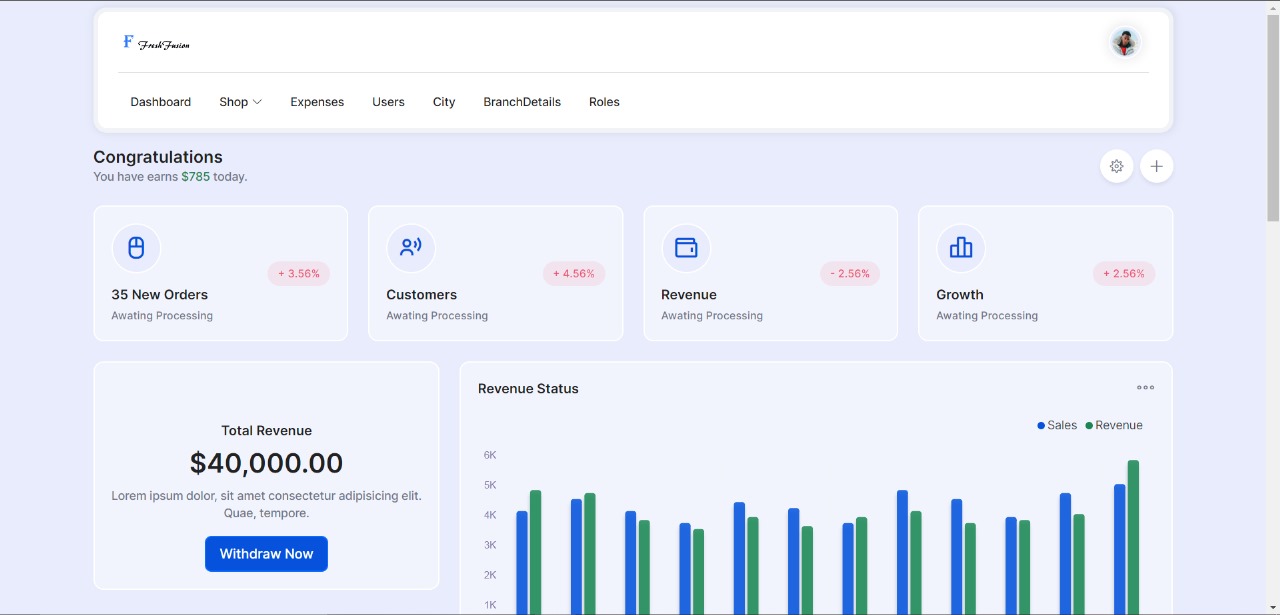 F FreshFusion
Dashboard Shop Expenses Users City BranchDetails Roles
Congratulations
You have earns $785 today.
+ 3.56%
35 New Orders
Awating Processing
+ 4.56%
Customers
Awating Processing
- 2.56%
Revenue
Awating Processing
+ 2.56%
Growth
Awating Processing
Total Revenue
$40,000.00
Lorem ipsum dolor, sit amet consectetur adipisicing elit.
Quae, tempore.
Withdraw Now
Revenue Status
Sales Revenue
6K
5K
4K
3K
2K
1K